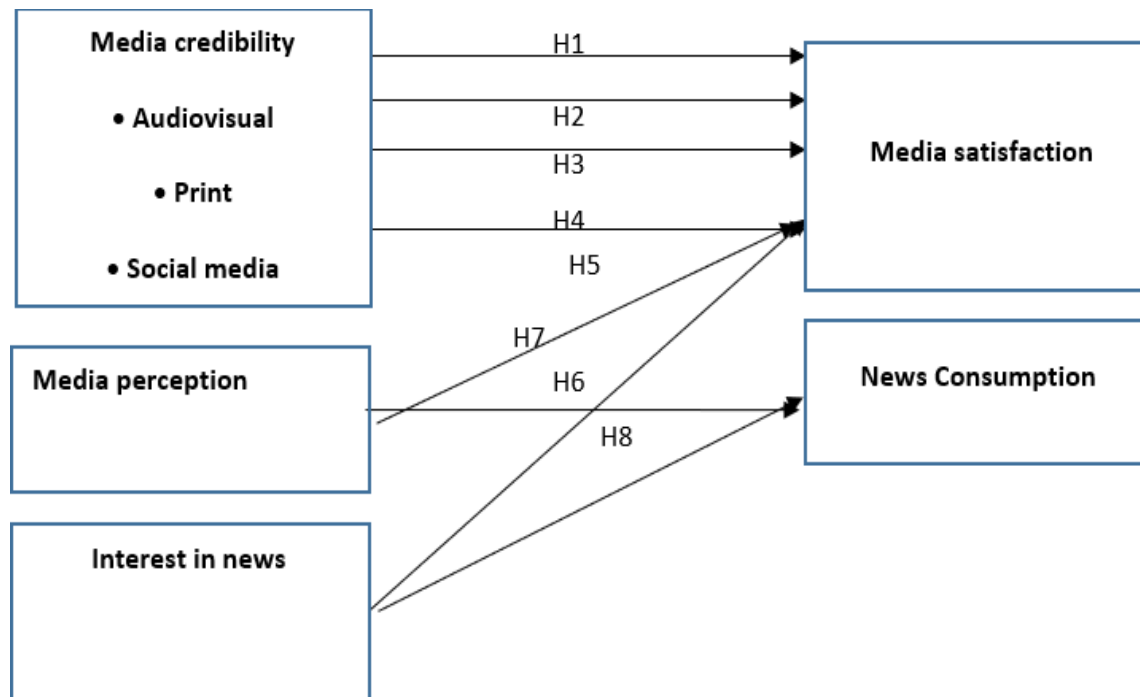 Media credibility
• Audiovisual
• Print
• Social media
H1
H2
H3
H4
H5
H7
H6
H8
Media satisfaction
Media perception
News Consumption
Interest in news